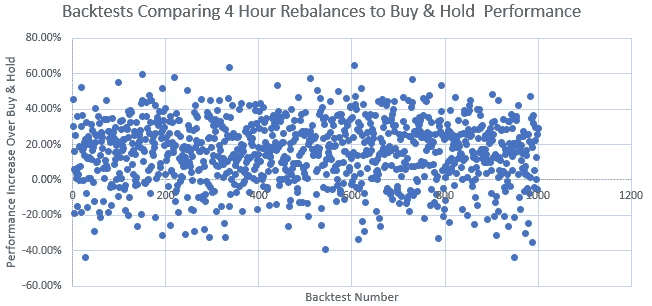 Backtests Comparing 4 Hour Rebalances to Buy & Hold Performance
Performance Increase Over Buy & Hold
80.00%
60.00%
40.00%
20.00%
0.00%
-20.00%
-40.00%
-60.00%
0 200 400 600 800 1000 1200
Backtest Number